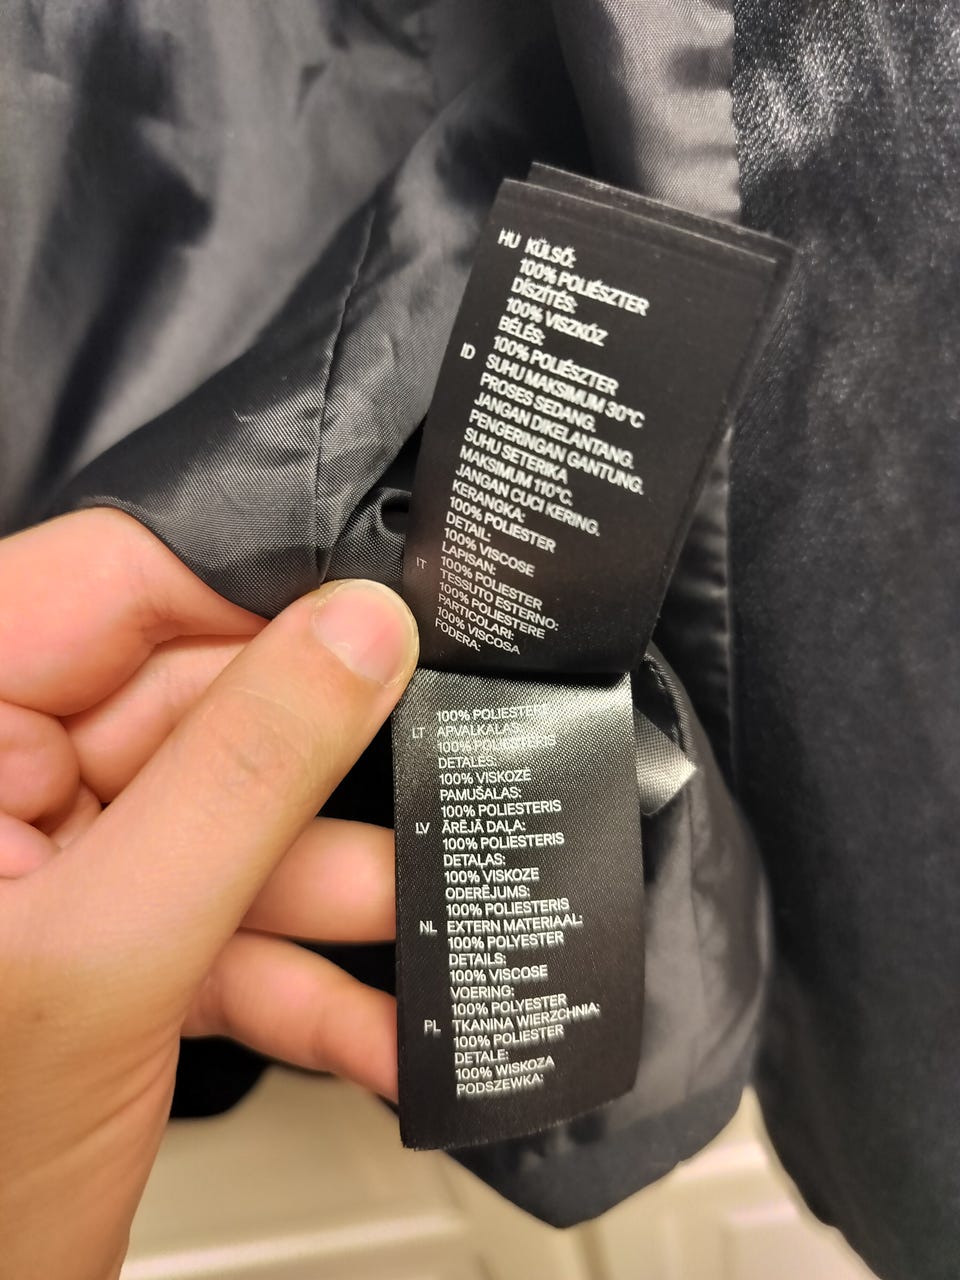 HU KÜLSŐ:
100% POLIÉSZTER
DÍSZÍTÉS:
100% VISZKÓZ
BÉLÉS:
100% POLIÉSZTER
ID SUHU MAKSIMUM 30°C
PROSES SEDANG.
JANGAN DIKELANTANG.
PENGERINGAN GANTUNG.
SUHU SETERIKA
MAKSIMUM 110°C.
JANGAN CUCI KERING.
KERANGKA:
100% POLIESTER
DETAIL:
100% VISCOSE
LAPISAN:
100% POLIESTER
IT TESSUTO ESTERNO:
100% POLIESTERE
PARTICOLARI:
100% VISCOSA
FODERA:
100% POLIESTERE
LT APVALKALAS:
100% POLIESTERIS
DETALĖS:
100% VISKOZĖ
PAMUŠALAS:
100% POLIESTERIS
LV ĀRĒJĀ DAĻA:
100% POLIESTERIS
DETAĻAS:
100% VISKOZE
ODERĒJUMS:
100% POLIESTERIS
NL EXTERN MATERIAAL:
100% POLYESTER
DETAILS:
100% VISCOSE
VOERING:
100% POLYESTER
PL TKANINA WIERZCHNIA:
100% POLIESTER
DETALE:
100% WISKOZA
PODSZEWKA: